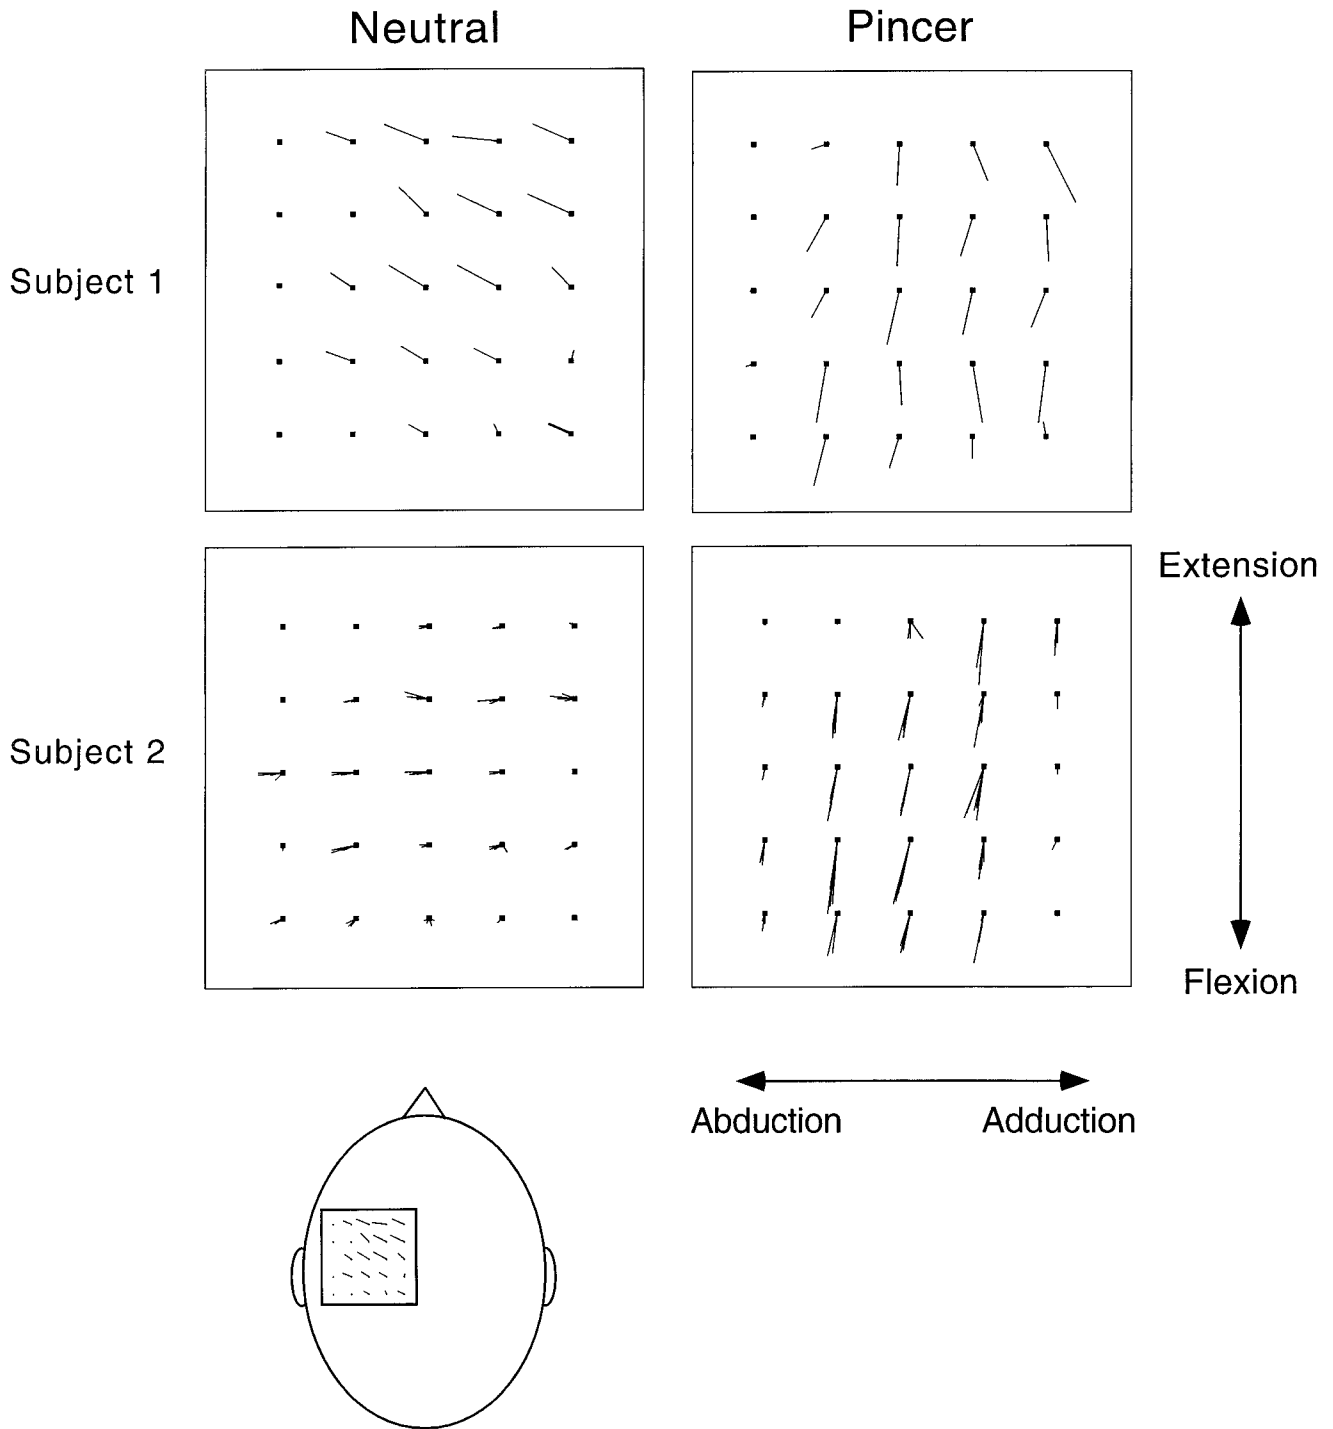 Neutral
Pincer
Subject 1
Subject 2
Extension
Flexion
Abduction
Adduction